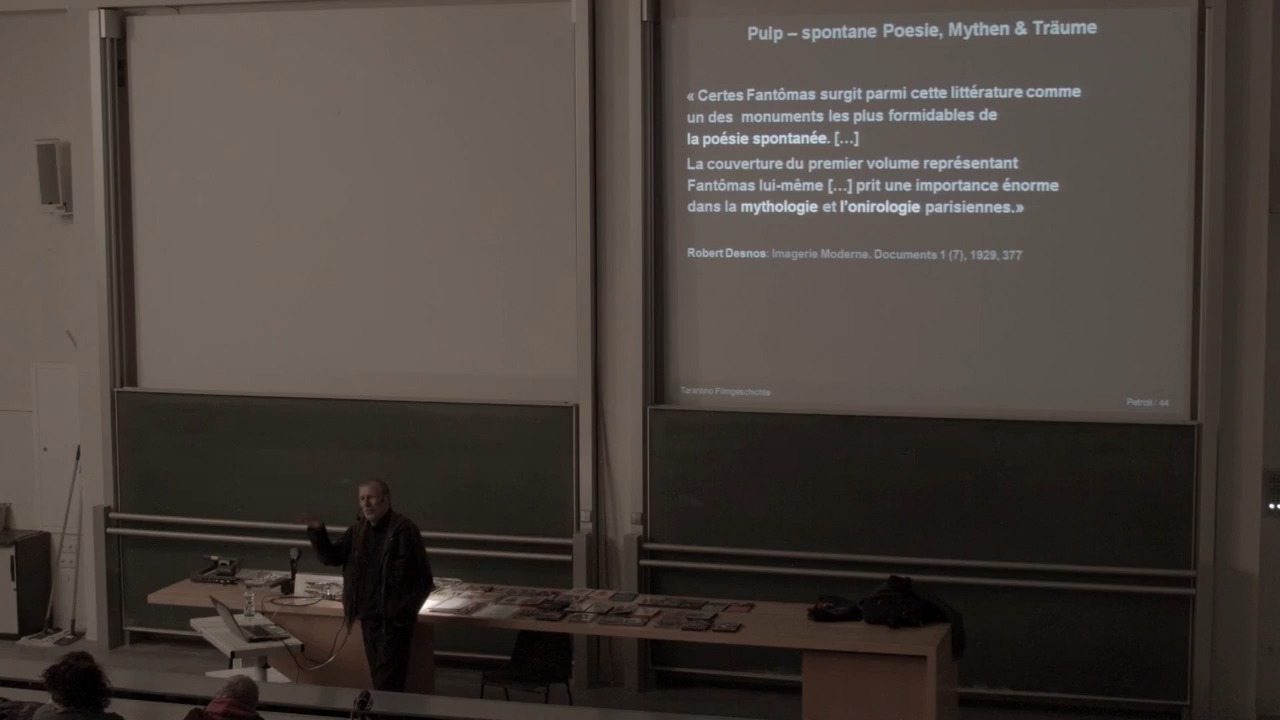 Pulp – spontane Poesie, Mythen & Träume
« Certes Fantômas surgit parmi cette littérature comme
un des monuments les plus formidables de
la poésie spontanée. […]
La couverture du premier volume représentant
Fantômas lui-même […] prit une importance énorme
dans la mythologie et l’onirologie parisiennes.»
Robert Desnos: Imagerie Moderne. Documents 1 (7), 1929, 377
Tarantino Filmgeschichte
Petroll / 44